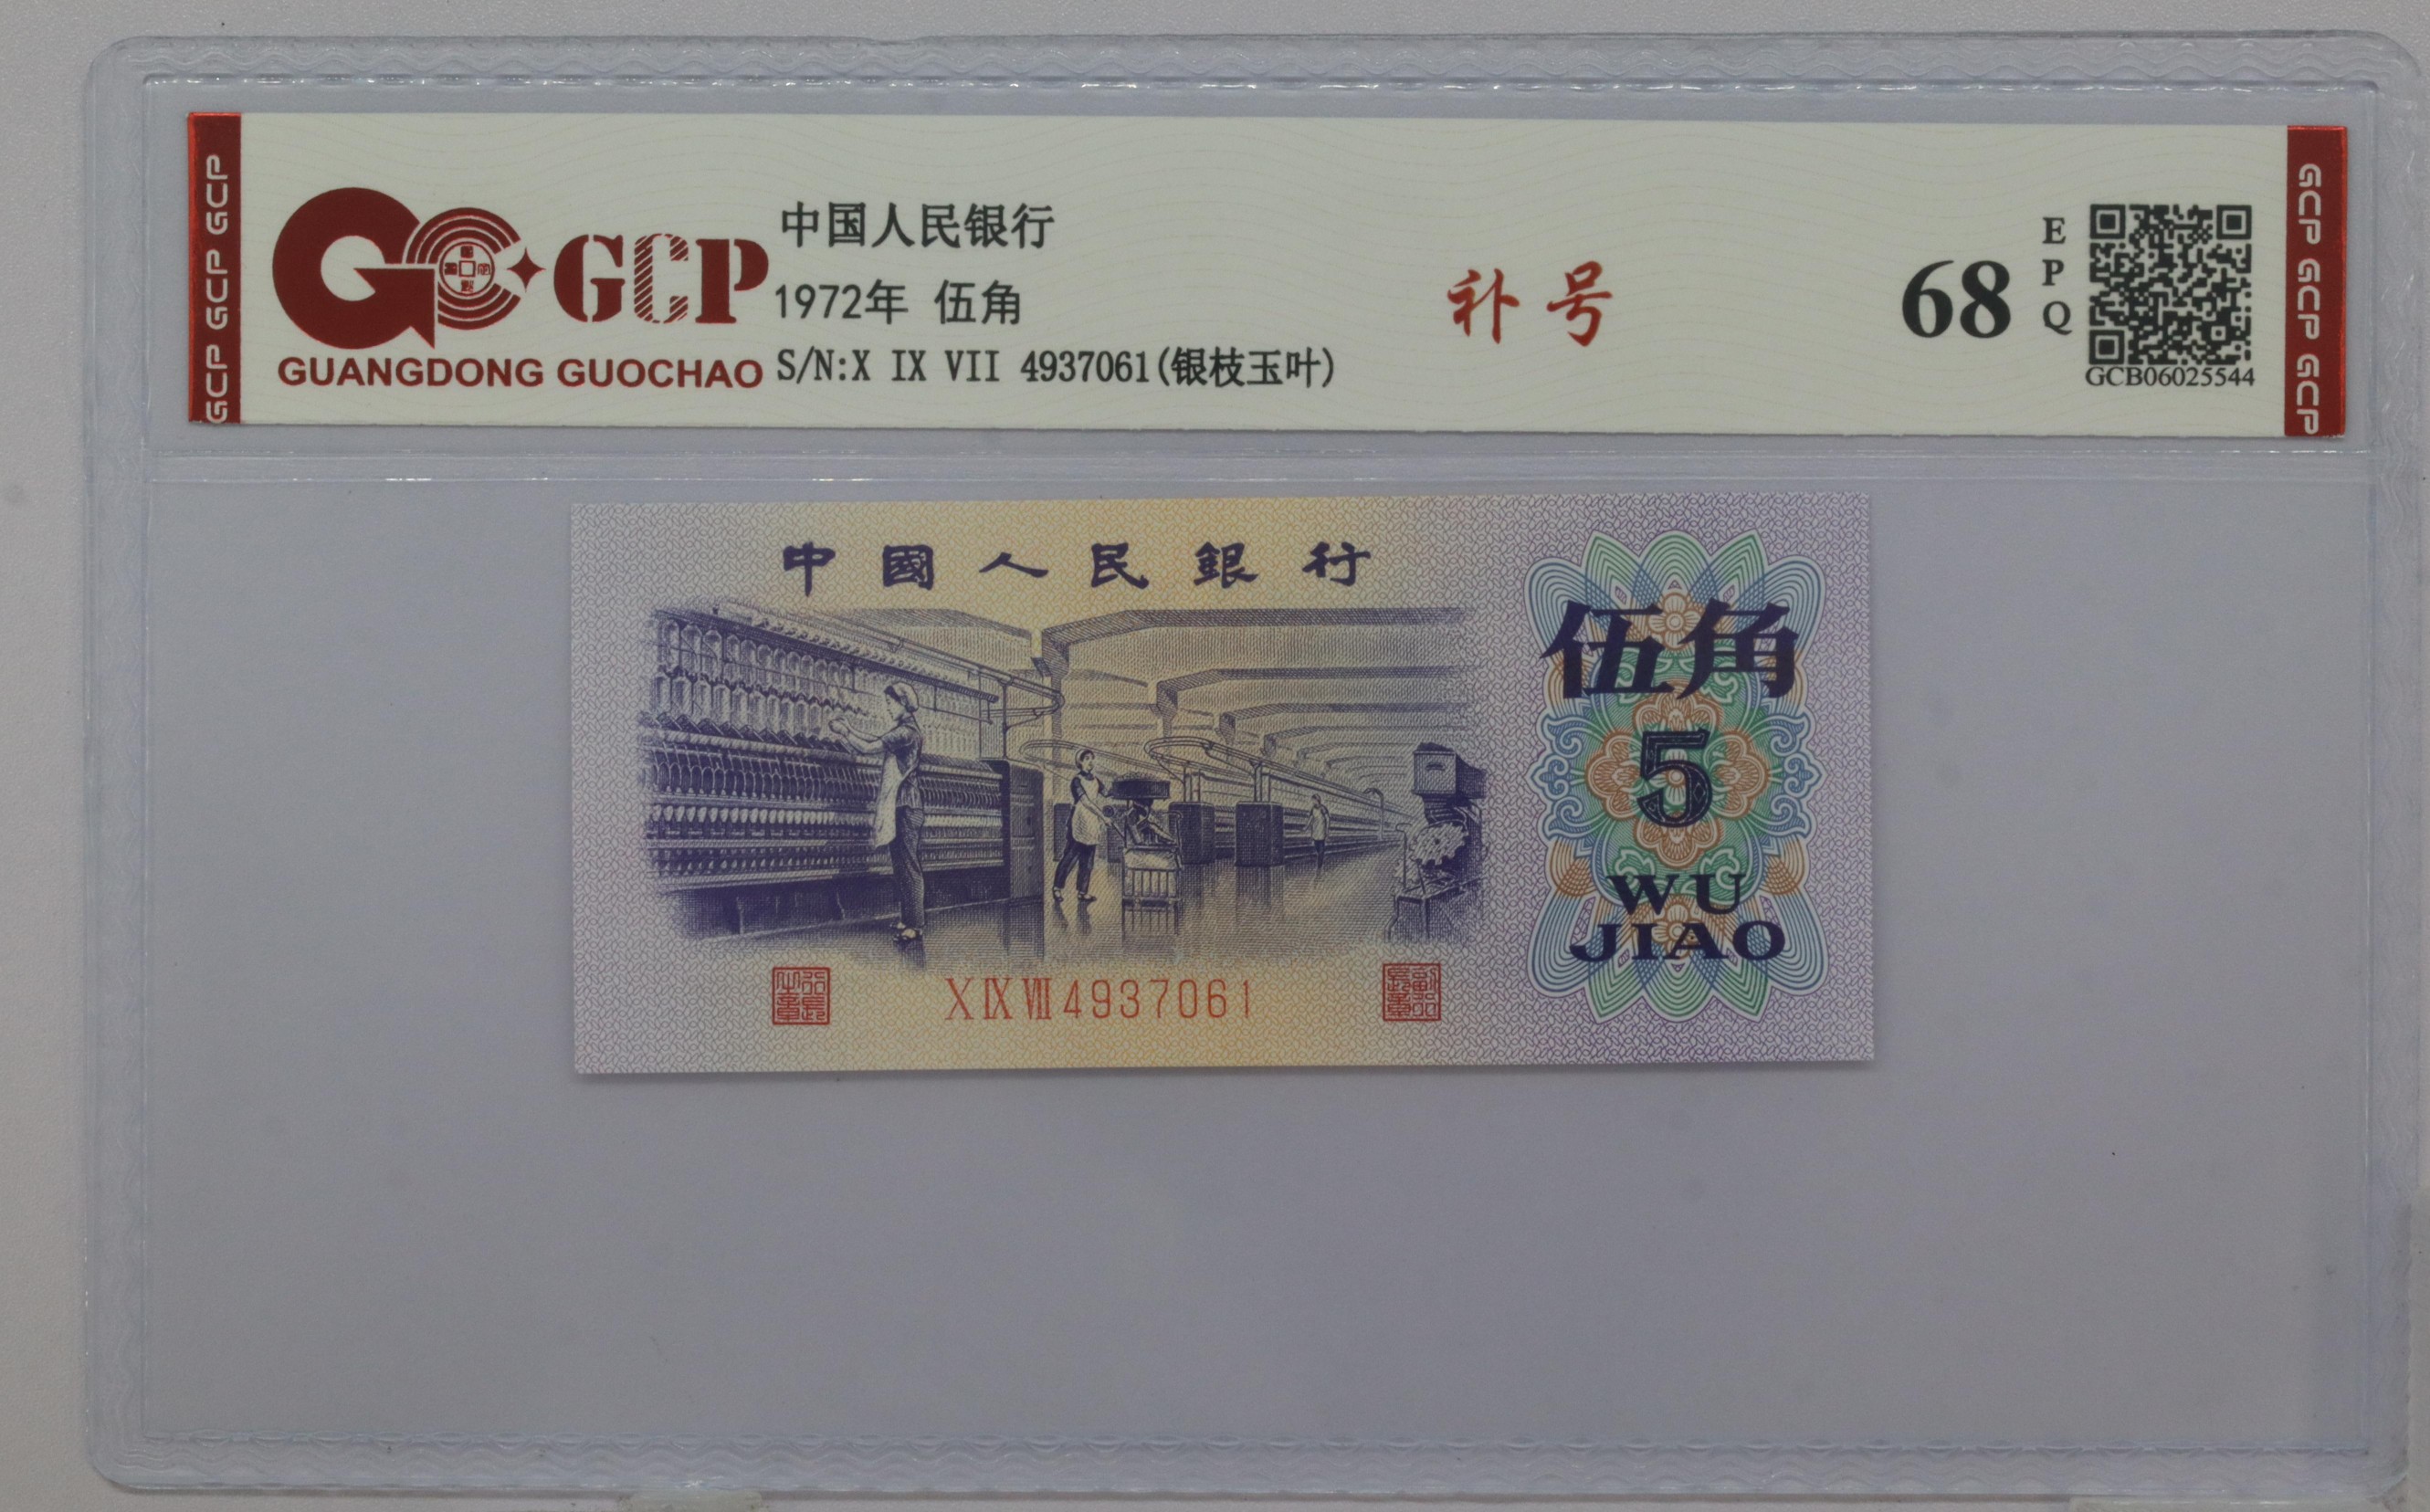 GCP GCP GCP
GCP
GUANGDONG GUOCHAO
中国人民银行
1972年 伍角
S/N:X IX VII 4937061(银枝玉叶)
补号
68
EPQ
GCB06025544
GCP GCP GCP
中國人民銀行
伍角
5
WU
JIAO
X IX VII 4937061